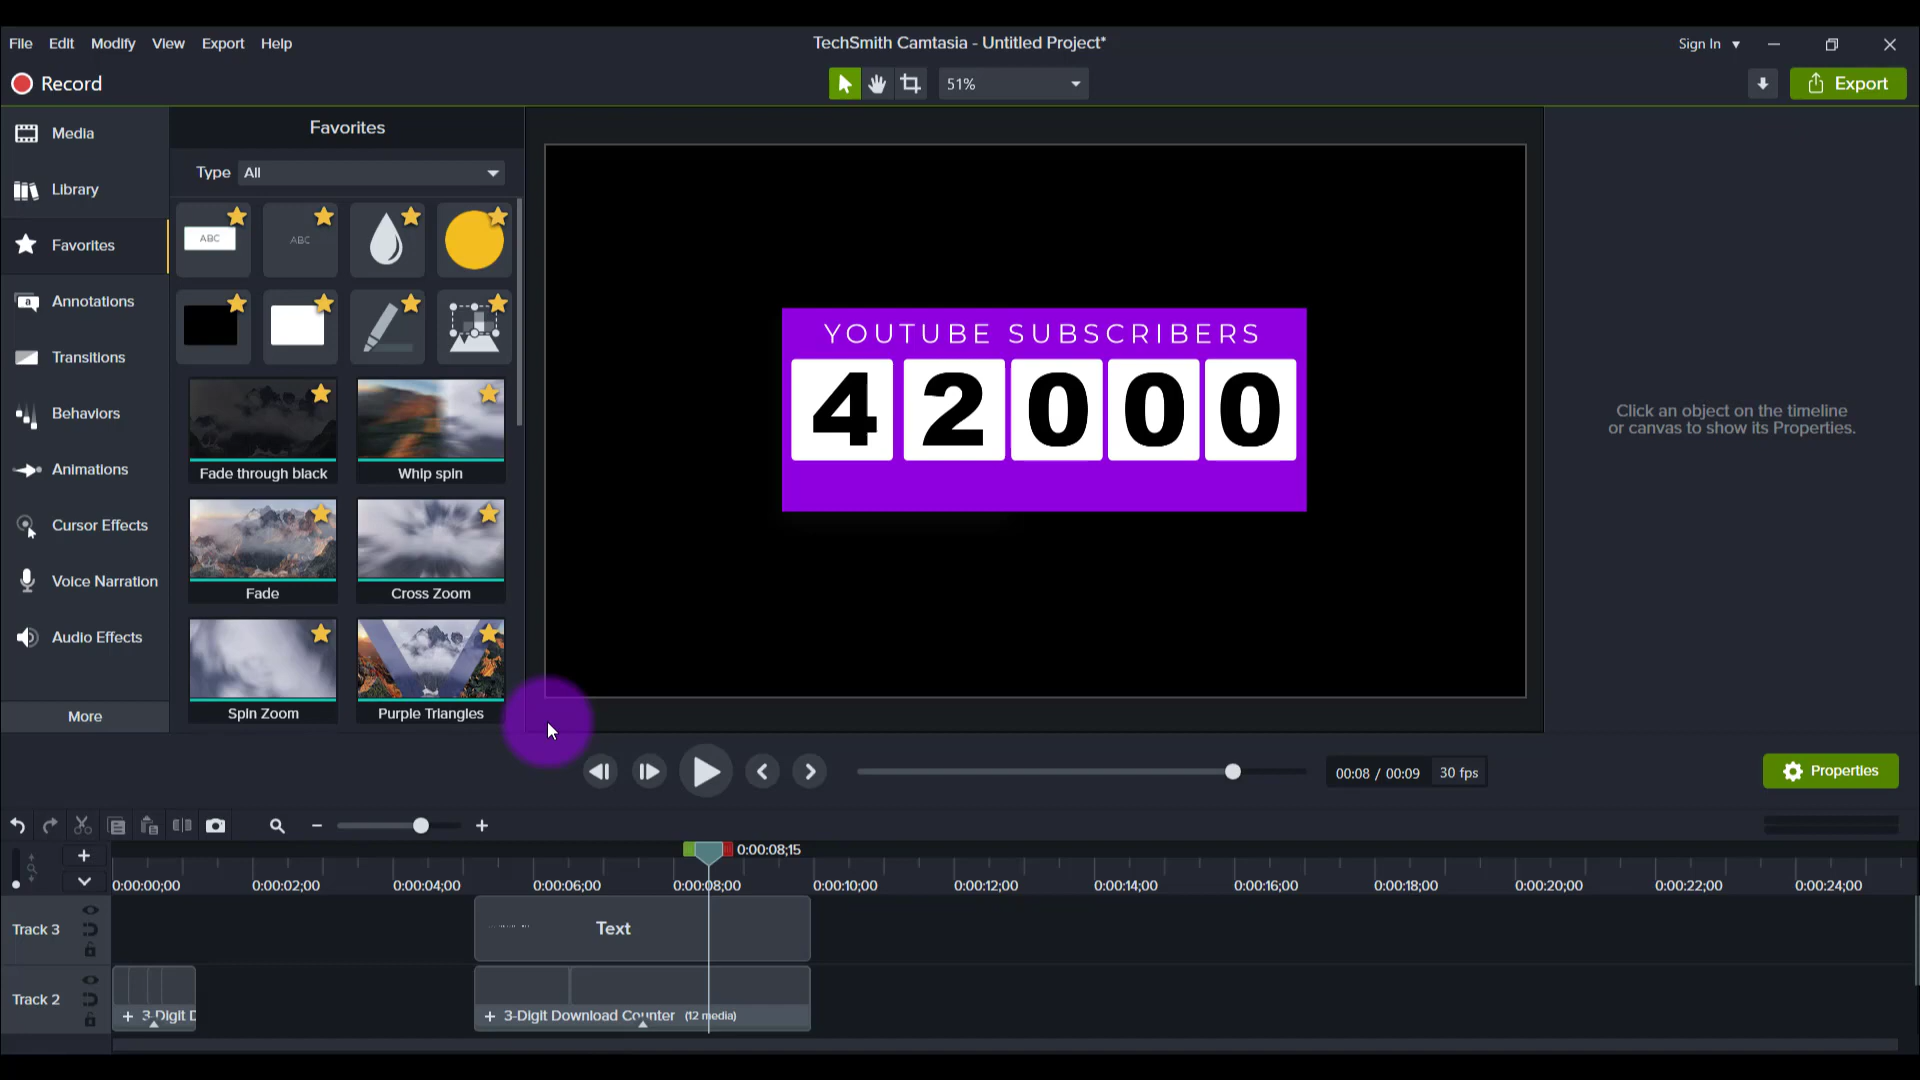 File Edit Modify View Export Help
TechSmith Camtasia - Untitled Project*
Sign In
Record
51%
Export
Media
Library
Favorites
Annotations
Transitions
Behaviors
Animations
Cursor Effects
Voice Narration
Audio Effects
More
Favorites
Type All
ABC
ABC
Fade through black
Whip spin
Fade
Cross Zoom
Spin Zoom
Purple Triangles
YOUTUBE SUBSCRIBERS
4 2 0 0 0
Click an object on the timeline
or canvas to show its Properties.
00:08 / 00:09
30 fps
Properties
0:00:08;15
0:00:00;00 0:00:02;00 0:00:04;00 0:00:06;00 0:00:08;00 0:00:10;00 0:00:12;00 0:00:14;00 0:00:16;00 0:00:18;00 0:00:20;00 0:00:22;00 0:00:24;00
Track 3
Text
Track 2
+ 3-Digit D
+ 3-Digit Download Counter (12 media)